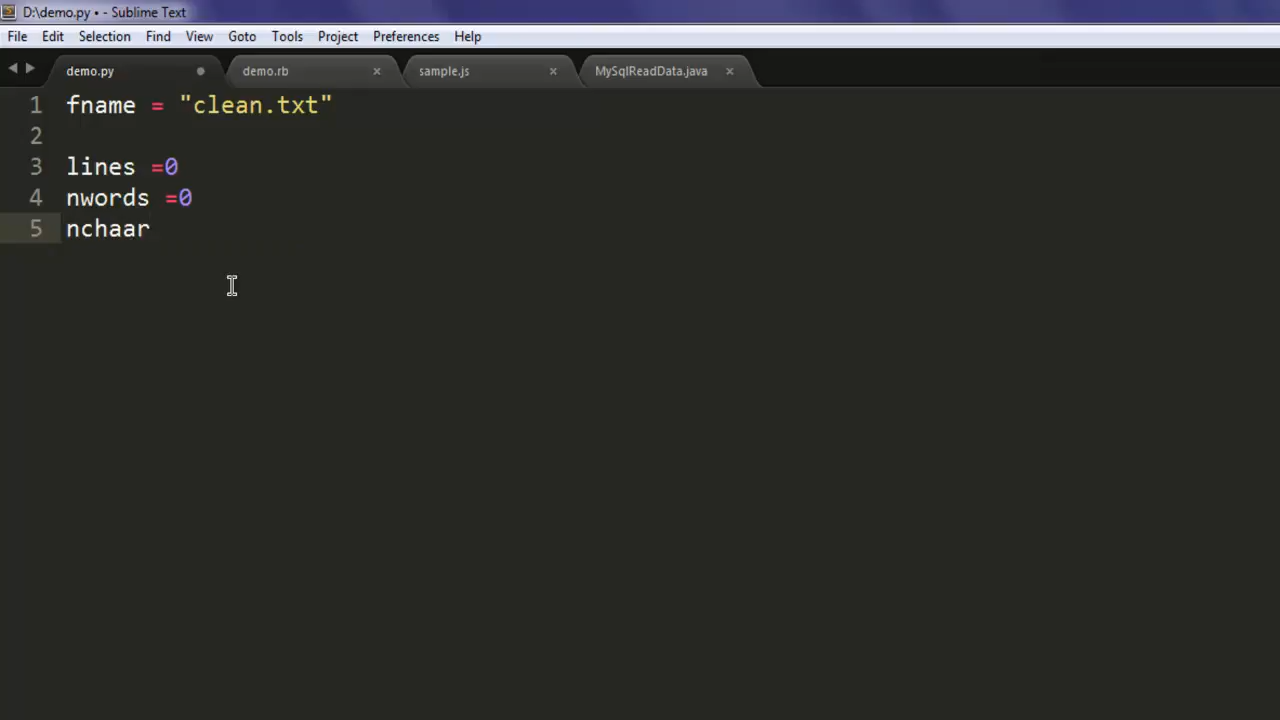 D:\demo.py • - Sublime Text
File Edit Selection Find View Goto Tools Project Preferences Help
demo.py demo.rb × sample.js × MySqlReadData.java ×
1 fname = "clean.txt"
2
3 lines =0
4 nwords =0
5 nchaar